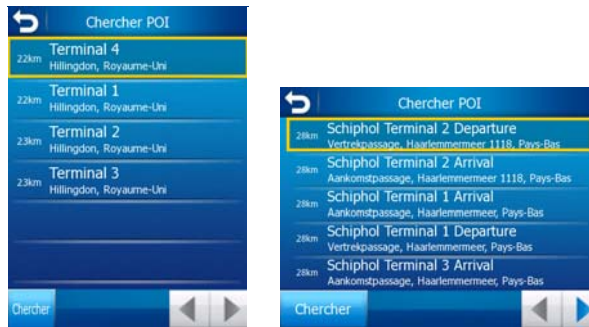 Chercher POI
22km
Terminal 4
Hillingdon, Royaume-Uni
22km
Terminal 1
Hillingdon, Royaume-Uni
23km
Terminal 2
Hillingdon, Royaume-Uni
23km
Terminal 3
Hillingdon, Royaume-Uni
Chercher
Chercher POI
28km
Schiphol Terminal 2 Departure
Vertrekpassage, Haarlemmermeer 1118, Pays-Bas
28km
Schiphol Terminal 2 Arrival
Aankomstpassage, Haarlemmermeer 1118, Pays-Bas
28km
Schiphol Terminal 1 Arrival
Aankomstpassage, Haarlemmermeer, Pays-Bas
28km
Schiphol Terminal 1 Departure
Vertrekpassage, Haarlemmermeer, Pays-Bas
28km
Schiphol Terminal 3 Arrival
Aankomstpassage, Haarlemmermeer, Pays-Bas
Chercher